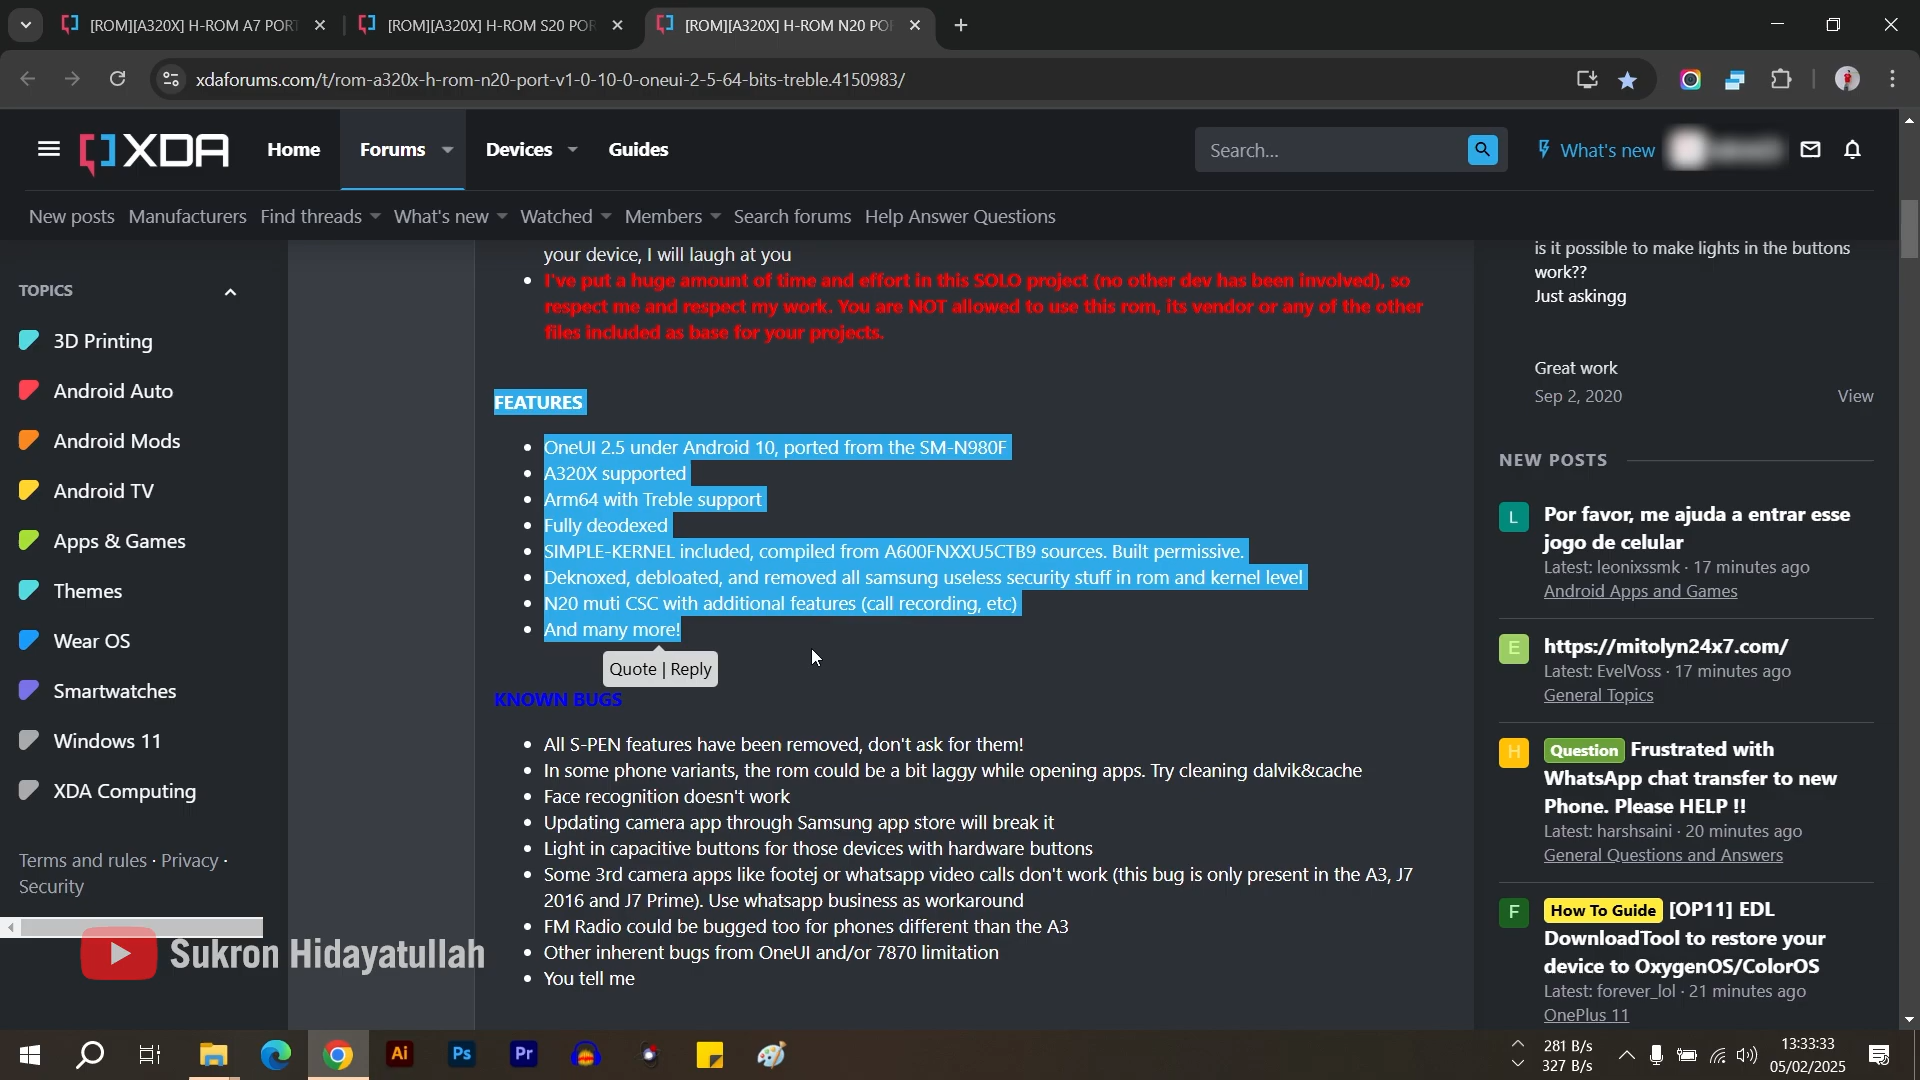 [ROM][A320X] H-ROM A7 PORT
[ROM][A320X] H-ROM S20 POR
[ROM][A320X] H-ROM N20 POR
xdaforums.com/t/rom-a320x-h-rom-n20-port-v1-0-10-0-oneui-2-5-64-bits-treble.4150983/
XDA
Home
Forums
Devices
Guides
Search...
What's new
New posts
Manufacturers
Find threads
What's new
Watched
Members
Search forums
Help Answer Questions
TOPICS
3D Printing
Android Auto
Android Mods
Android TV
Apps & Games
Themes
Wear OS
Smartwatches
Windows 11
XDA Computing
Terms and rules · Privacy ·
Security
your device, I will laugh at you
I've put a huge amount of time and effort in this SOLO project (no other dev has been involved), so
respect me and respect my work. You are NOT allowed to use this rom, its vendor or any of the other
files included as base for your projects.
FEATURES
OneUI 2.5 under Android 10, ported from the SM-N980F
A320X supported
Arm64 with Treble support
Fully deodexed
SIMPLE-KERNEL included, compiled from A600FNXXU5CTB9 sources. Built permissive.
Deknoxed, debloated, and removed all samsung useless security stuff in rom and kernel level
N20 muti CSC with additional features (call recording, etc)
And many more!
Quote | Reply
KNOWN BUGS
All S-PEN features have been removed, don't ask for them!
In some phone variants, the rom could be a bit laggy while opening apps. Try cleaning dalvik&cache
Face recognition doesn't work
Updating camera app through Samsung app store will break it
Light in capacitive buttons for those devices with hardware buttons
Some 3rd camera apps like footej or whatsapp video calls don't work (this bug is only present in the A3, J7
2016 and J7 Prime). Use whatsapp business as workaround
FM Radio could be bugged too for phones different than the A3
Other inherent bugs from OneUI and/or 7870 limitation
You tell me
is it possible to make lights in the buttons
work??
Just askingg
Great work
Sep 2, 2020
View
NEW POSTS
L
Por favor, me ajuda a entrar esse
jogo de celular
Latest: leonixssmk · 17 minutes ago
Android Apps and Games
E
https://mitolyn24x7.com/
Latest: EvelVoss · 17 minutes ago
General Topics
H
Question Frustrated with
WhatsApp chat transfer to new
Phone. Please HELP !!
Latest: harshsaini · 20 minutes ago
General Questions and Answers
F
How To Guide [OP11] EDL
DownloadTool to restore your
device to OxygenOS/ColorOS
Latest: forever_lol · 21 minutes ago
OnePlus 11
Sukron Hidayatullah
Ai
Ps
Pr
281 B/s
327 B/s
13:33:33
05/02/2025